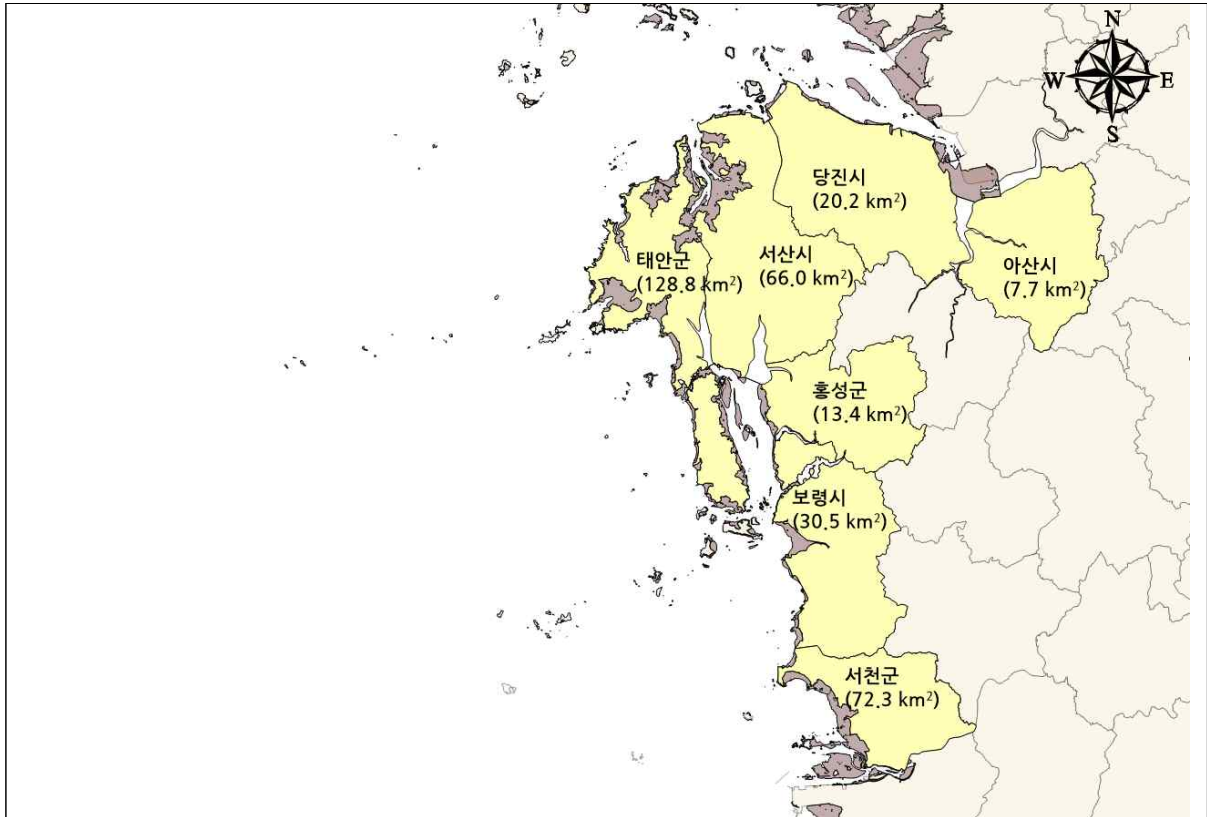 N
W E
S
당진시
(20.2 km²)
태안군
(128.8 km²)
서산시
(66.0 km²)
아산시
(7.7 km²)
홍성군
(13.4 km²)
보령시
(30.5 km²)
서천군
(72.3 km²)